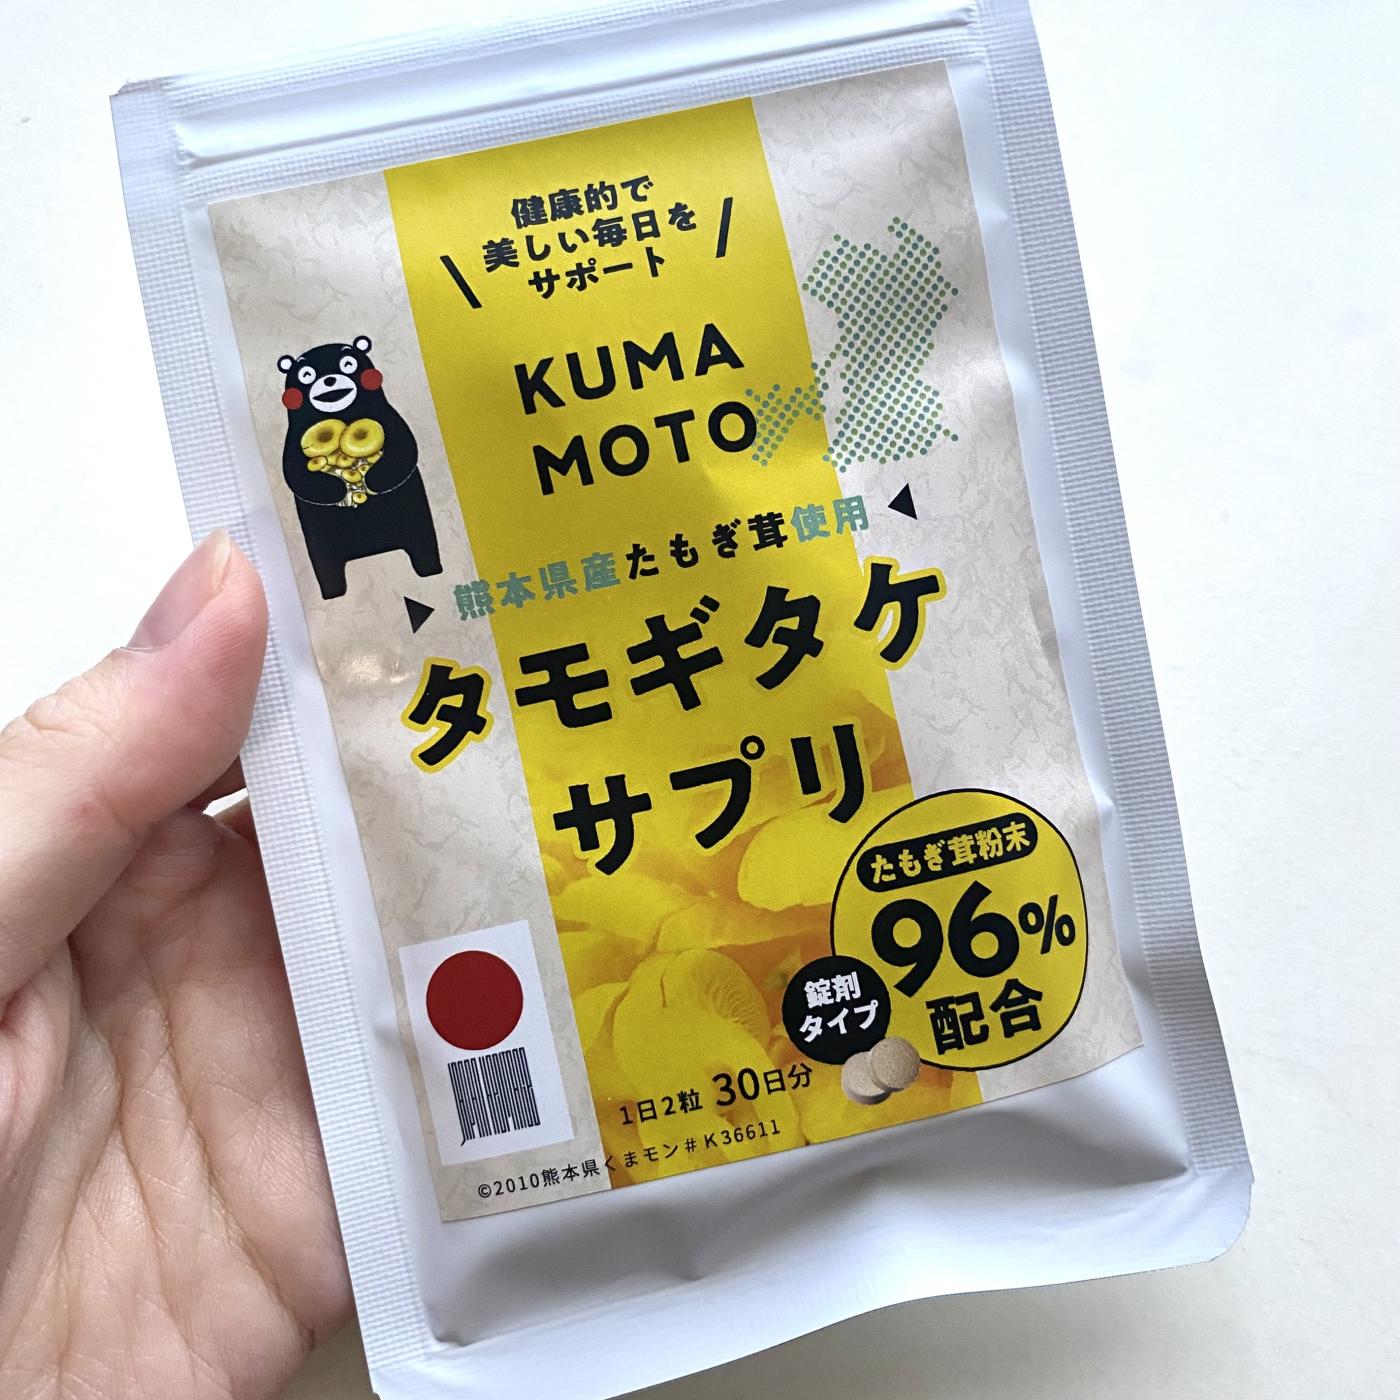 健康的で
美しい毎日を
サポート
KUMA
MOTO
熊本県産たもぎ茸使用
タモギタケ
サプリ
たもぎ茸粉末
96%
配合
錠剤
タイプ
1日2粒 30日分
©2010熊本県くまモン#K36611